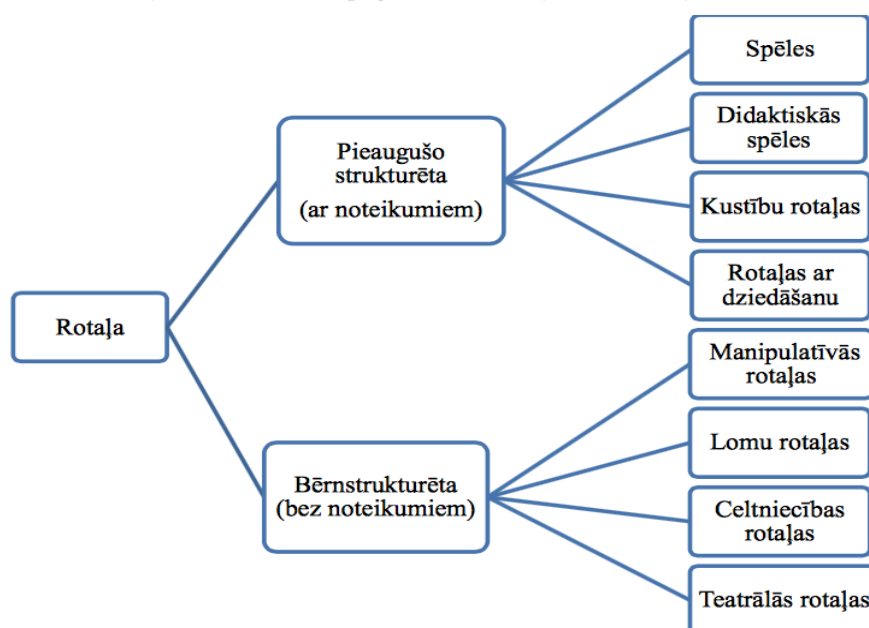 Rotaļa
Pieaugušo
strukturēta
(ar noteikumiem)
Spēles
Didaktiskās
spēles
Kustību rotaļas
Rotaļas ar
dziedāšanu
Bērnstrukturēta
(bez noteikumiem)
Manipulatīvās
rotaļas
Lomu rotaļas
Celtniecības
rotaļas
Teatrālās rotaļas